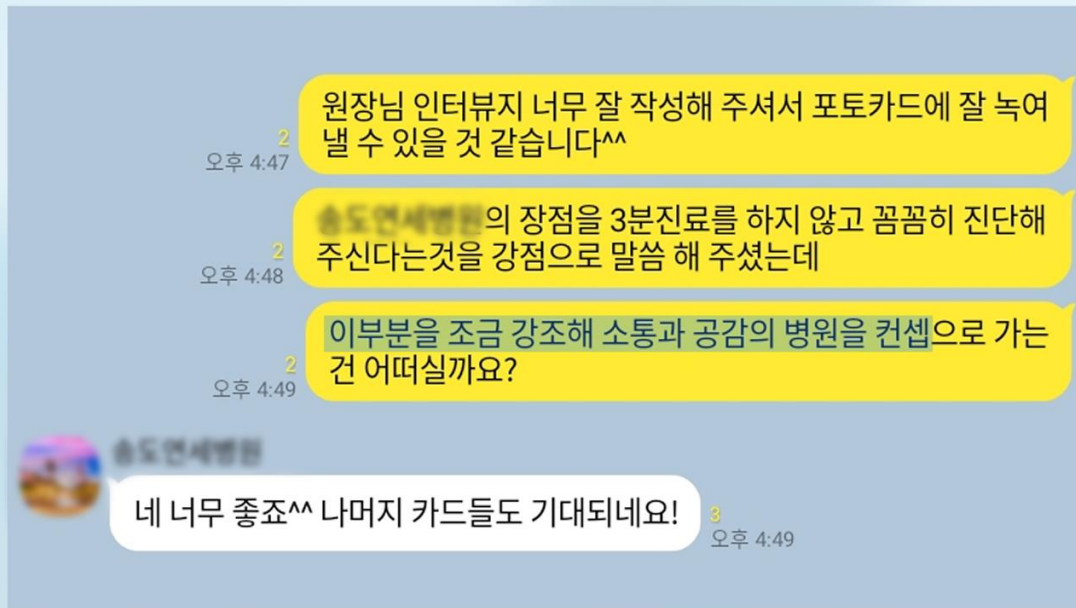 원장님 인터뷰지 너무 잘 작성해 주셔서 포토카드에 잘 녹여
낼 수 있을 것 같습니다^^
2
오후 4:47
의 장점을 3분진료를 하지 않고 꼼꼼히 진단해
주신다는것을 강점으로 말씀 해 주셨는데
2
오후 4:48
이부분을 조금 강조해 소통과 공감의 병원을 컨셉으로 가는
건 어떠실까요?
2
오후 4:49
네 너무 좋죠^^ 나머지 카드들도 기대되네요!
3
오후 4:49